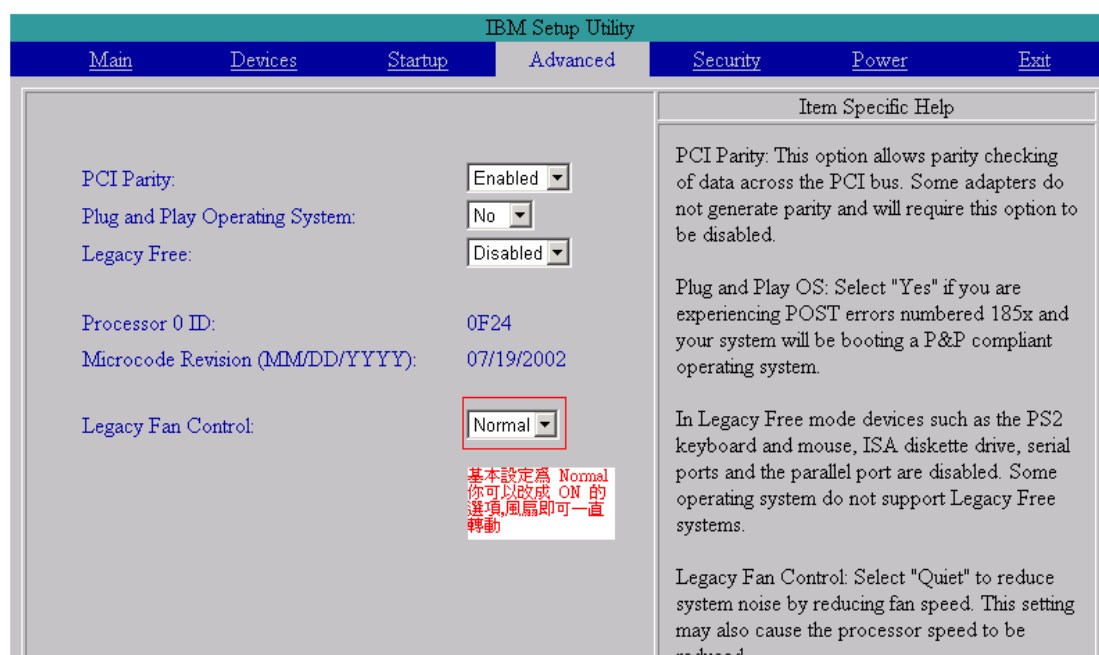 IBM Setup Utility
Main Devices Startup Advanced Security Power Exit
PCI Parity: Enabled
Plug and Play Operating System: No
Legacy Free: Disabled
Processor 0 ID: 0F24
Microcode Revision (MM/DD/YYYY): 07/19/2002
Legacy Fan Control: Normal
基本設定為 Normal
你可以改成 ON 的
選項,風扇即可一直
轉動
Item Specific Help
PCI Parity: This option allows parity checking
of data across the PCI bus. Some adapters do
not generate parity and will require this option to
be disabled.
Plug and Play OS: Select "Yes" if you are
experiencing POST errors numbered 185x and
your system will be booting a P&P compliant
operating system.
In Legacy Free mode devices such as the PS2
keyboard and mouse, ISA diskette drive, serial
ports and the parallel port are disabled. Some
operating system do not support Legacy Free
systems.
Legacy Fan Control: Select "Quiet" to reduce
system noise by reducing fan speed. This setting
may also cause the processor speed to be